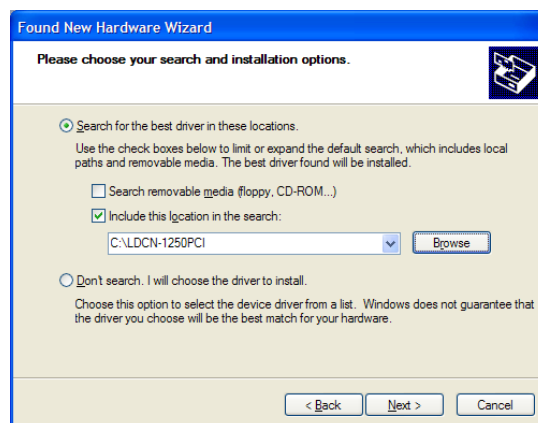 Found New Hardware Wizard
Please choose your search and installation options.
Search for the best driver in these locations.
Use the check boxes below to limit or expand the default search, which includes local
paths and removable media. The best driver found will be installed.
Search removable media (floppy, CD-ROM...)
Include this location in the search:
C:\LDCN-1250PCI
Browse
Don't search. I will choose the driver to install.
Choose this option to select the device driver from a list. Windows does not guarantee that
the driver you choose will be the best match for your hardware.
< Back
Next >
Cancel